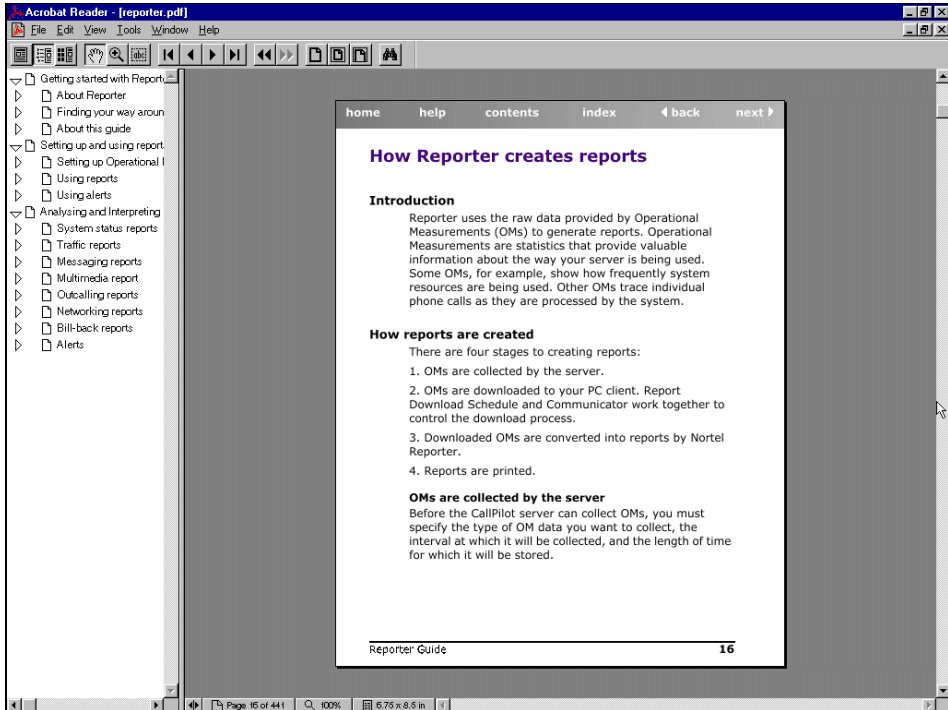 Acrobat Reader - [reporter.pdf]
File Edit View Tools Window Help
abc
Getting started with Report
About Reporter
Finding your way aroun
About this guide
Setting up and using report
Setting up Operational
Using reports
Using alerts
Analysing and Interpreting
System status reports
Traffic reports
Messaging reports
Multimedia report
Outcalling reports
Networking reports
Bill-back reports
Alerts
home help contents index back next
How Reporter creates reports
Introduction
Reporter uses the raw data provided by Operational
Measurements (OMs) to generate reports. Operational
Measurements are statistics that provide valuable
information about the way your server is being used.
Some OMs, for example, show how frequently system
resources are being used. Other OMs trace individual
phone calls as they are processed by the system.
How reports are created
There are four stages to creating reports:
1. OMs are collected by the server.
2. OMs are downloaded to your PC client. Report
Download Schedule and Communicator work together to
control the download process.
3. Downloaded OMs are converted into reports by Nortel
Reporter.
4. Reports are printed.
OMs are collected by the server
Before the CallPilot server can collect OMs, you must
specify the type of OM data you want to collect, the
interval at which it will be collected, and the length of time
for which it will be stored.
Reporter Guide 16
Page 16 of 441 100% 6.75 x 8.5 in